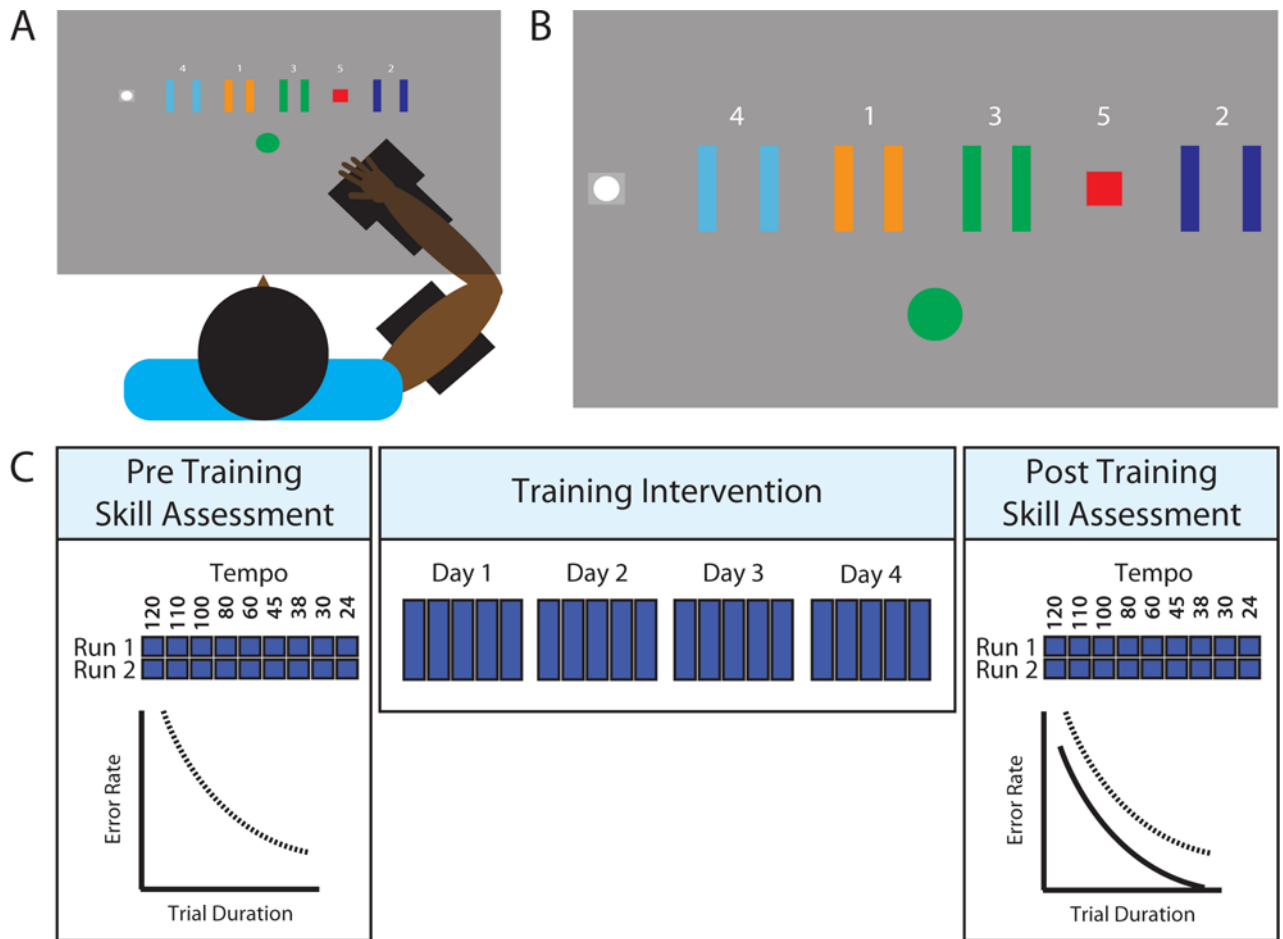 A
4 1 3 5 2
B
4 1 3 5 2
C
Pre Training
Skill Assessment
Tempo
120 110 100 80 60 45 38 30 24
Run 1
Run 2
Error Rate
Trial Duration
Training Intervention
Day 1 Day 2 Day 3 Day 4
Post Training
Skill Assessment
Tempo
120 110 100 80 60 45 38 30 24
Run 1
Run 2
Error Rate
Trial Duration